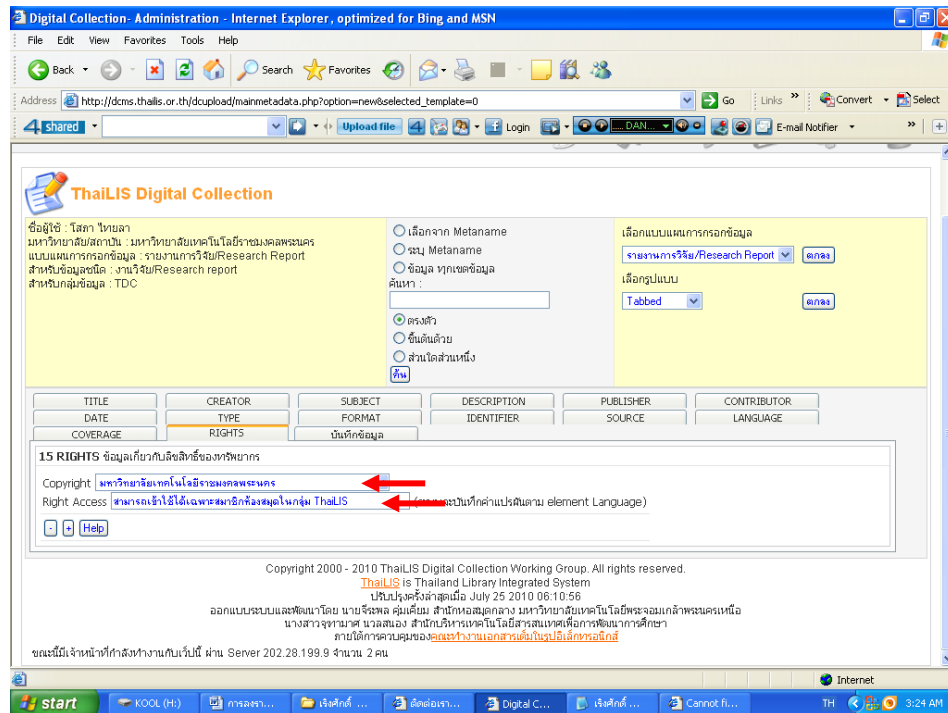 Digital Collection- Administration - Internet Explorer, optimized for Bing and MSN
File Edit View Favorites Tools Help
Back Search Favorites
Address http://dcms.thailis.or.th/dcupload/mainmetadata.php?option=new&selected_template=0 Go Links » Convert Select
4 shared Upload file Login DAN... E-mail Notifier »
ThaiLIS Digital Collection
ชื่อผู้ใช้ : โสภา ไทยลา
มหาวิทยาลัย/สถาบัน : มหาวิทยาลัยเทคโนโลยีราชมงคลพระนคร
แบบแผนการกรอกข้อมูล : รายงานการวิจัย/Research Report
สำหรับข้อมูลชนิด : งานวิจัย/Research report
สำหรับกลุ่มข้อมูล : TDC
เลือกจาก Metaname
ระบุ Metaname
ข้อมูล ทุกเขตข้อมูล
ค้นหา :
ตรงตัว
ขึ้นต้นด้วย
ส่วนใดส่วนหนึ่ง
ค้น
เลือกแบบแผนการกรอกข้อมูล
รายงานการวิจัย/Research Report ตกลง
เลือกรูปแบบ
Tabbed ตกลง
TITLE CREATOR SUBJECT DESCRIPTION PUBLISHER CONTRIBUTOR
DATE TYPE FORMAT IDENTIFIER SOURCE LANGUAGE
COVERAGE RIGHTS บันทึกข้อมูล
15 RIGHTS ข้อมูลเกี่ยวกับลิขสิทธิ์ของทรัพยากร
Copyright มหาวิทยาลัยเทคโนโลยีราชมงคลพระนคร
Right Access สามารถเข้าใช้ได้เฉพาะสมาชิกห้องสมุดในกลุ่ม ThaiLIS (ระบบจะบันทึกค่าแปรผันตาม element Language)
- + Help
Copyright 2000 - 2010 ThaiLIS Digital Collection Working Group. All rights reserved.
ThaiLIS is Thailand Library Integrated System
ปรับปรุงครั้งล่าสุดเมื่อ July 25 2010 06:10:56
ออกแบบระบบและพัฒนาโดย นายจีระพล คุ่มเคี่ยม สำนักหอสมุดกลาง มหาวิทยาลัยเทคโนโลยีพระจอมเกล้าพระนครเหนือ
นางสาวจุฑามาศ นวลสนอง สำนักบริหารเทคโนโลยีสารสนเทศเพื่อการพัฒนาการศึกษา
ภายใต้การควบคุมของคณะทำงานเอกสารเต็มในรูปอิเล็กทรอนิกส์
ขณะนี้มีเจ้าหน้าที่กำลังทำงานกับเว็บนี้ ผ่าน Server 202.28.199.9 จำนวน 2 คน
Internet
start KOOL (H:) การลงรา... เริงศักดิ์ ... ติดต่อเรา... Digital C... เริงศักดิ์ ... Cannot fi... TH 3:24 AM